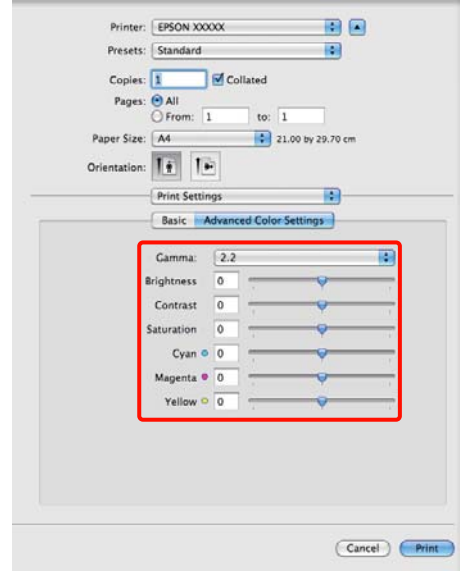 Printer: EPSON XXXXX
Presets: Standard
Copies: 1 Collated
Pages: All
From: 1 to: 1
Paper Size: A4 21.00 by 29.70 cm
Orientation:
Print Settings
Basic Advanced Color Settings
Gamma: 2.2
Brightness 0
Contrast 0
Saturation 0
Cyan 0
Magenta 0
Yellow 0
Cancel Print